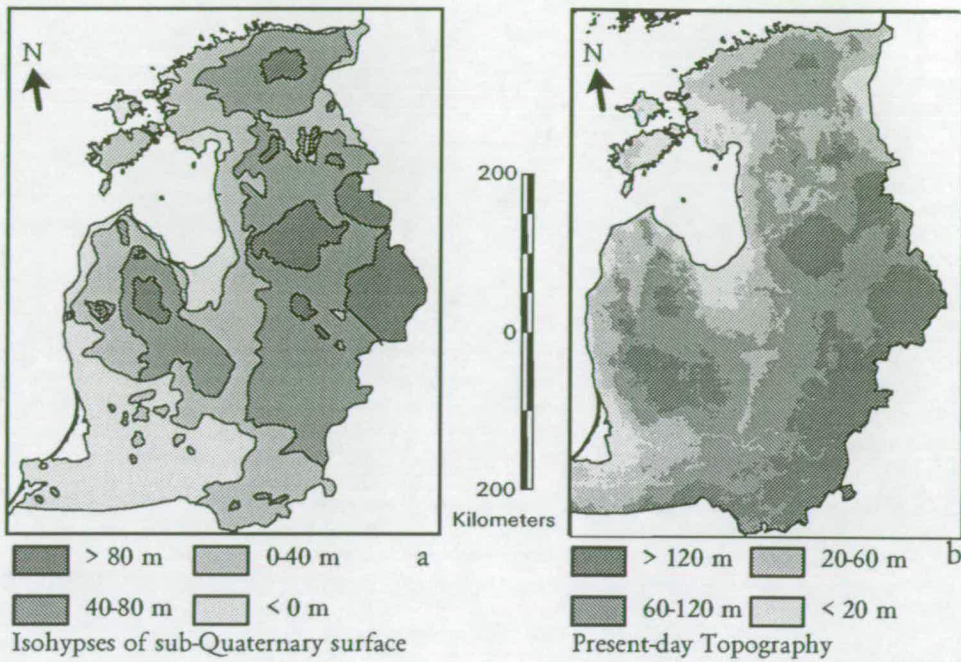 N
N
200
0
200
Kilometers
> 80 m
0-40 m
a
40-80 m
< 0 m
Isohypses of sub-Quaternary surface
> 120 m
20-60 m
b
60-120 m
< 20 m
Present-day Topography